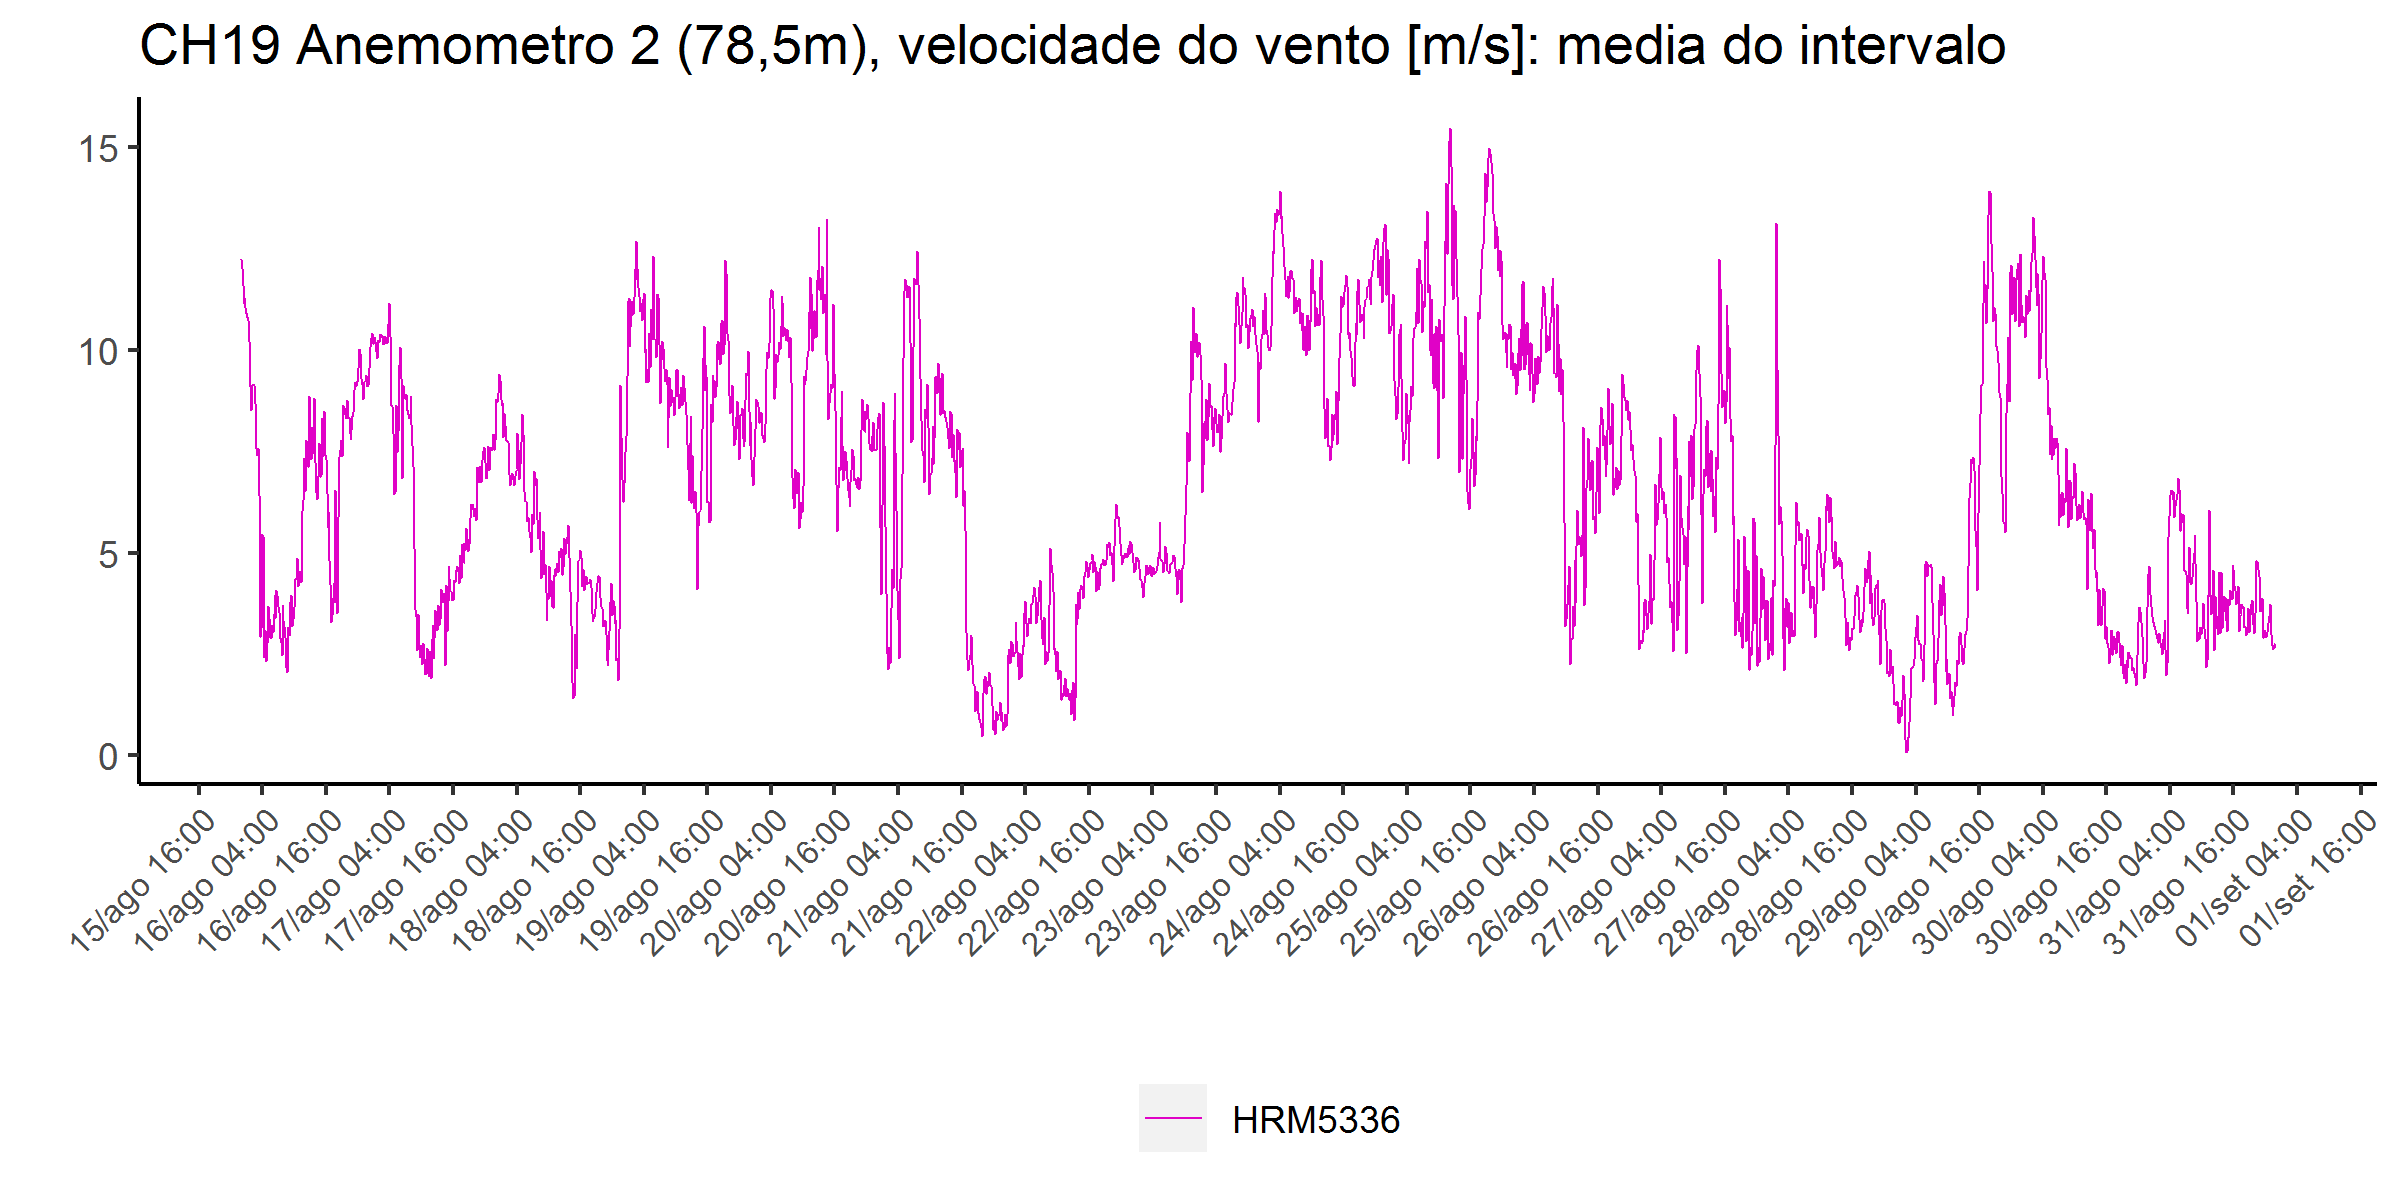 CH19 Anemometro 2 (78,5m), velocidade do vento [m/s]: media do intervalo
15
10
5
0
15/ago 16:00
16/ago 04:00
16/ago 16:00
17/ago 04:00
17/ago 16:00
18/ago 04:00
18/ago 16:00
19/ago 04:00
19/ago 16:00
20/ago 04:00
20/ago 16:00
21/ago 04:00
21/ago 16:00
22/ago 04:00
22/ago 16:00
23/ago 04:00
23/ago 16:00
24/ago 04:00
24/ago 16:00
25/ago 04:00
25/ago 16:00
26/ago 04:00
26/ago 16:00
27/ago 04:00
27/ago 16:00
28/ago 04:00
28/ago 16:00
29/ago 04:00
29/ago 16:00
30/ago 04:00
30/ago 16:00
31/ago 04:00
31/ago 16:00
01/set 04:00
01/set 16:00
HRM5336